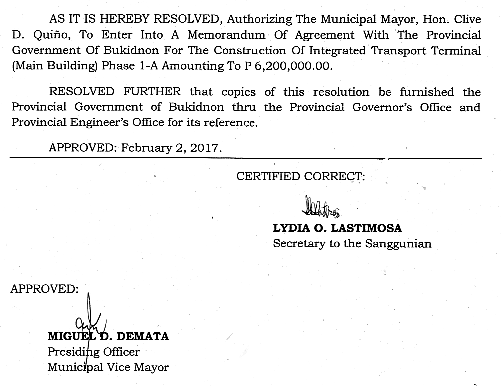 AS IT IS HEREBY RESOLVED, Authorizing The Municipal Mayor, Hon. Clive
D. Quiño, To Enter Into A Memorandum Of Agreement With The Provincial
Government Of Bukidnon For The Construction Of Integrated Transport Terminal
(Main Building) Phase 1-A Amounting To P 6,200,000.00.
RESOLVED FURTHER that copies of this resolution be furnished the
Provincial Government of Bukidnon thru the Provincial Governor's Office and
Provincial Engineer's Office for its reference.
APPROVED: February 2, 2017.
CERTIFIED CORRECT:
LYDIA O. LASTIMOSA
Secretary to the Sanggunian
APPROVED:
MIGUEL D. DEMATA
Presiding Officer
Municipal Vice Mayor